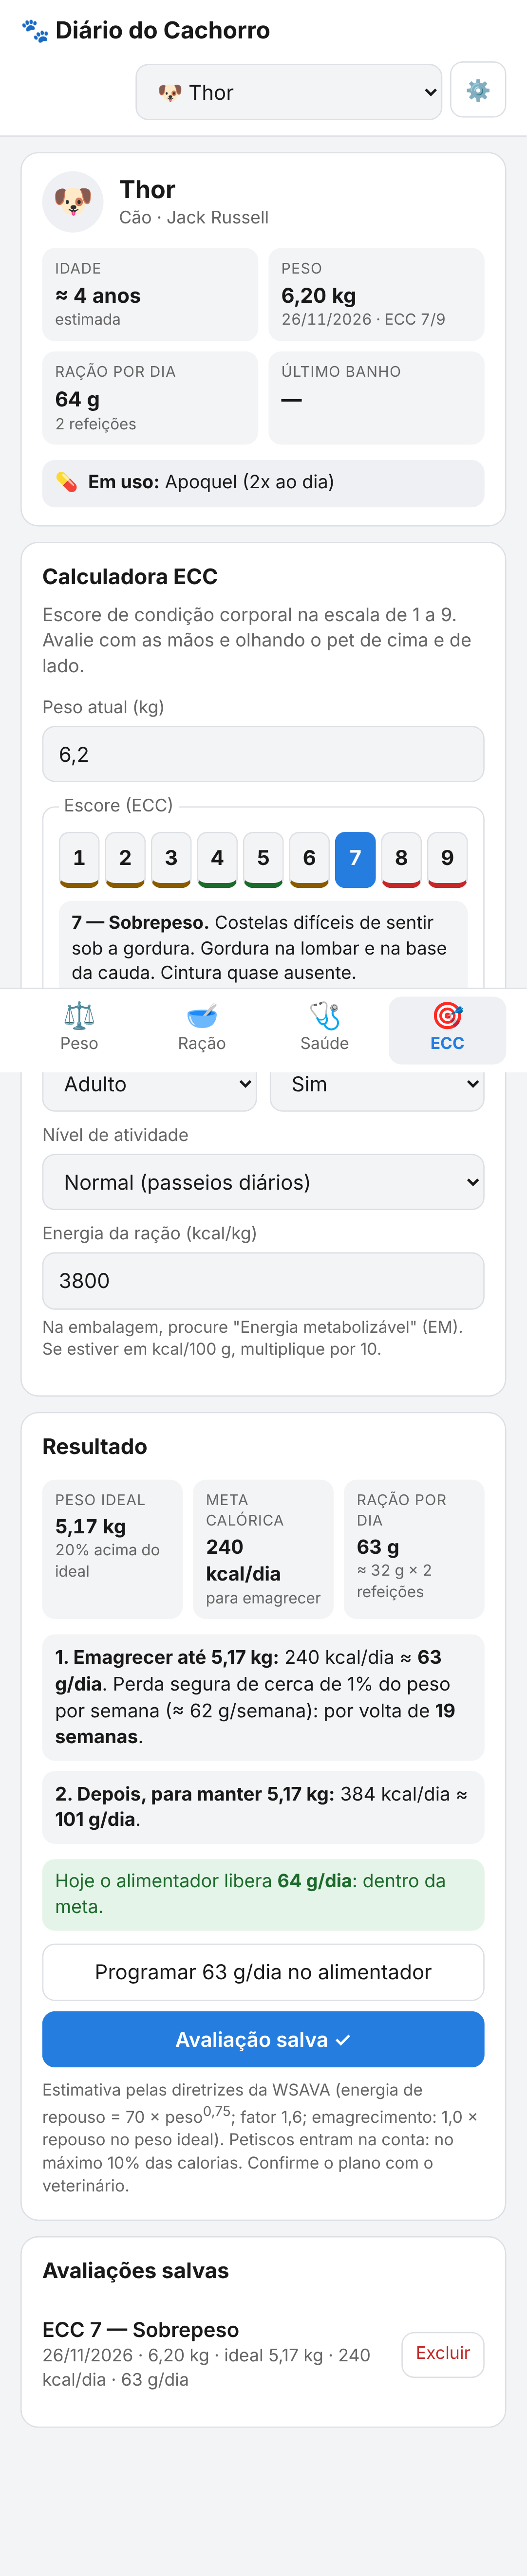 🐾 Diário do Cachorro
🐶 Thor
⚙️
Thor
Cão · Jack Russell
IDADE
≈ 4 anos
estimada
PESO
6,20 kg
26/11/2026 · ECC 7/9
RAÇÃO POR DIA
64 g
2 refeições
ÚLTIMO BANHO
—
💊 Em uso: Apoquel (2x ao dia)
Calculadora ECC
Escore de condição corporal na escala de 1 a 9.
Avalie com as mãos e olhando o pet de cima e de
lado.
Peso atual (kg)
6,2
Escore (ECC)
1 2 3 4 5 6 7 8 9
7 — Sobrepeso. Costelas difíceis de sentir
sob a gordura. Gordura na lombar e na base
da cauda. Cintura quase ausente.
Peso
Ração
Saúde
ECC
Adulto
Sim
Nível de atividade
Normal (passeios diários)
Energia da ração (kcal/kg)
3800
Na embalagem, procure "Energia metabolizável" (EM).
Se estiver em kcal/100 g, multiplique por 10.
Resultado
PESO IDEAL
5,17 kg
20% acima do
ideal
META
CALÓRICA
240
kcal/dia
para emagrecer
RAÇÃO POR
DIA
63 g
≈ 32 g × 2
refeições
1. Emagrecer até 5,17 kg: 240 kcal/dia ≈ 63
g/dia. Perda segura de cerca de 1% do peso
por semana (≈ 62 g/semana): por volta de 19
semanas.
2. Depois, para manter 5,17 kg: 384 kcal/dia ≈
101 g/dia.
Hoje o alimentador libera 64 g/dia: dentro da
meta.
Programar 63 g/dia no alimentador
Avaliação salva ✓
Estimativa pelas diretrizes da WSAVA (energia de
repouso = 70 × peso^0,75; fator 1,6; emagrecimento: 1,0 ×
repouso no peso ideal). Petiscos entram na conta: no
máximo 10% das calorias. Confirme o plano com o
veterinário.
Avaliações salvas
ECC 7 — Sobrepeso
26/11/2026 · 6,20 kg · ideal 5,17 kg · 240
kcal/dia · 63 g/dia
Excluir